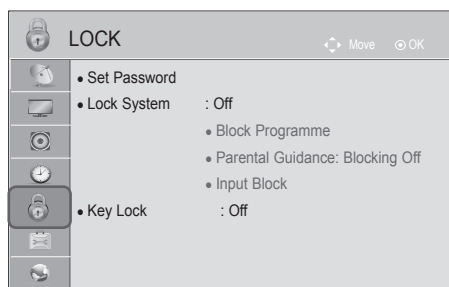 LOCK
Move OK
• Set Password
• Lock System : Off
• Block Programme
• Parental Guidance: Blocking Off
• Input Block
• Key Lock : Off